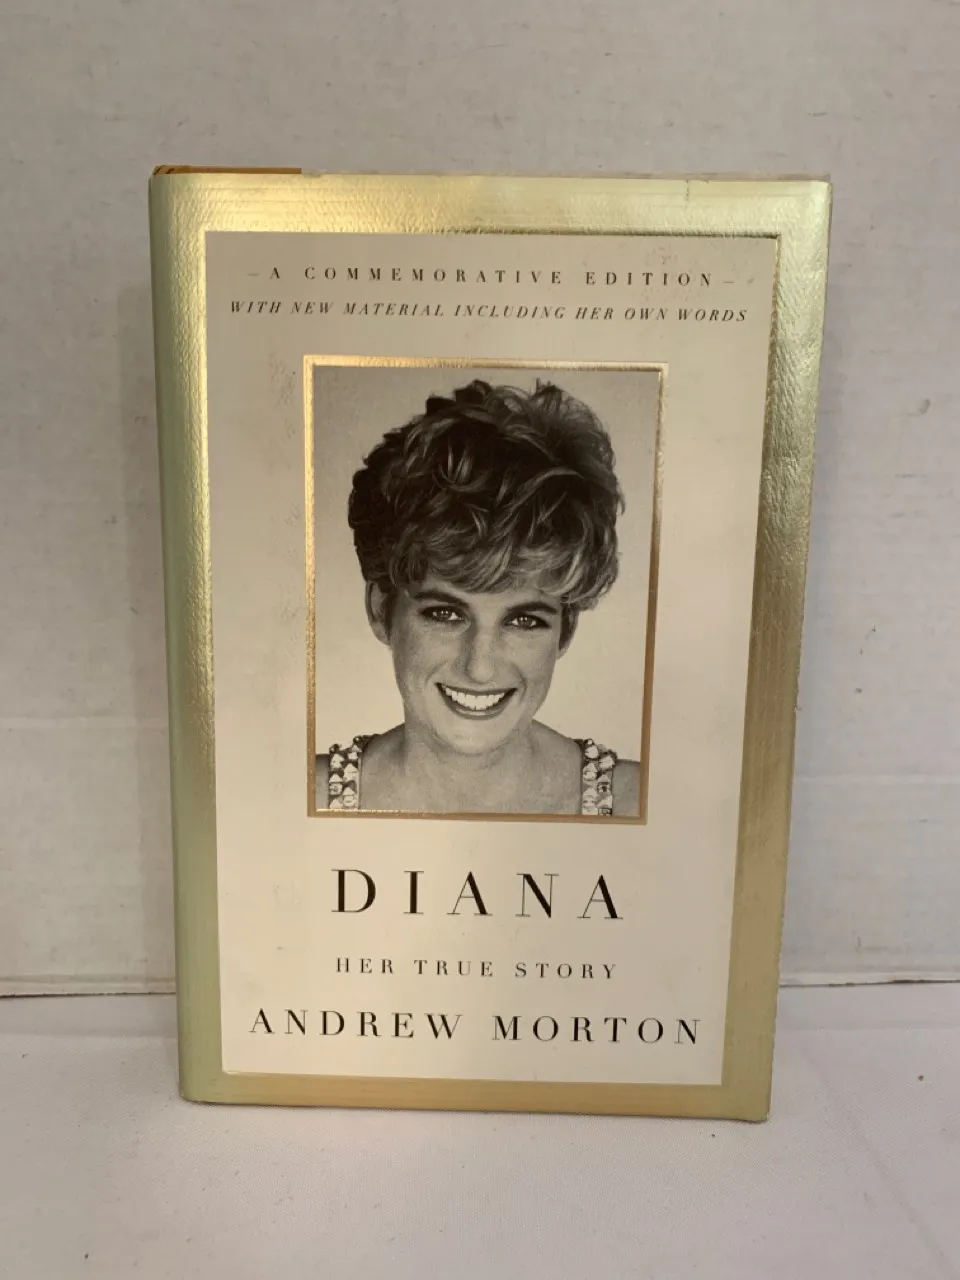 – A COMMEMORATIVE EDITION –
WITH NEW MATERIAL INCLUDING HER OWN WORDS
DIANA
HER TRUE STORY
ANDREW MORTON